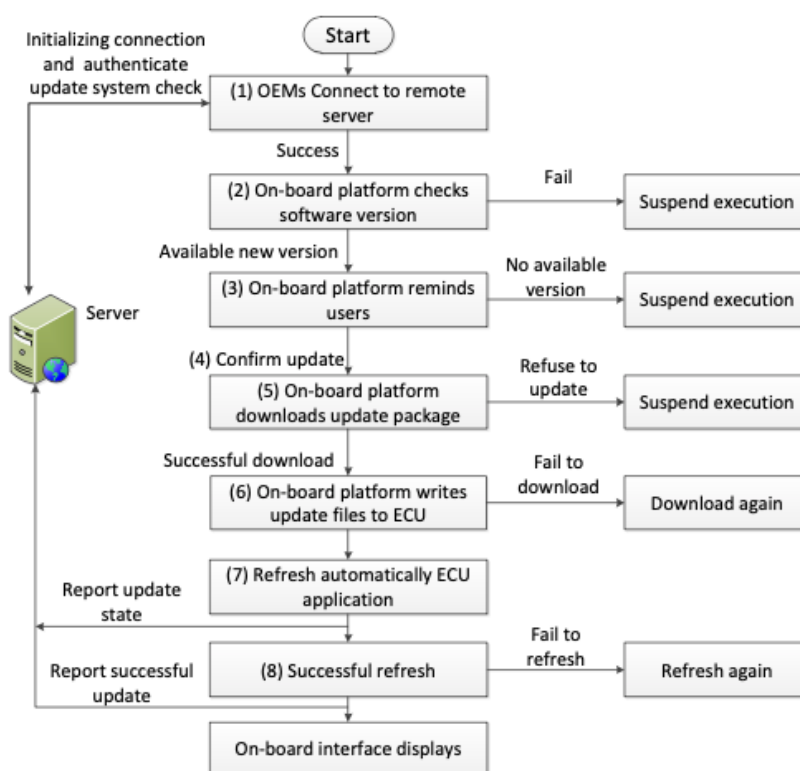 Start
Initializing connection
and authenticate
update system check
(1) OEMs Connect to remote
server
Success
(2) On-board platform checks
software version
Fail
Suspend execution
Available new version
(3) On-board platform reminds
users
No available
version
Suspend execution
Server
(4) Confirm update
(5) On-board platform
downloads update package
Refuse to
update
Suspend execution
Successful download
(6) On-board platform writes
update files to ECU
Fail to
download
Download again
(7) Refresh automatically ECU
application
Report update
state
(8) Successful refresh
Fail to
refresh
Refresh again
Report successful
update
On-board interface displays